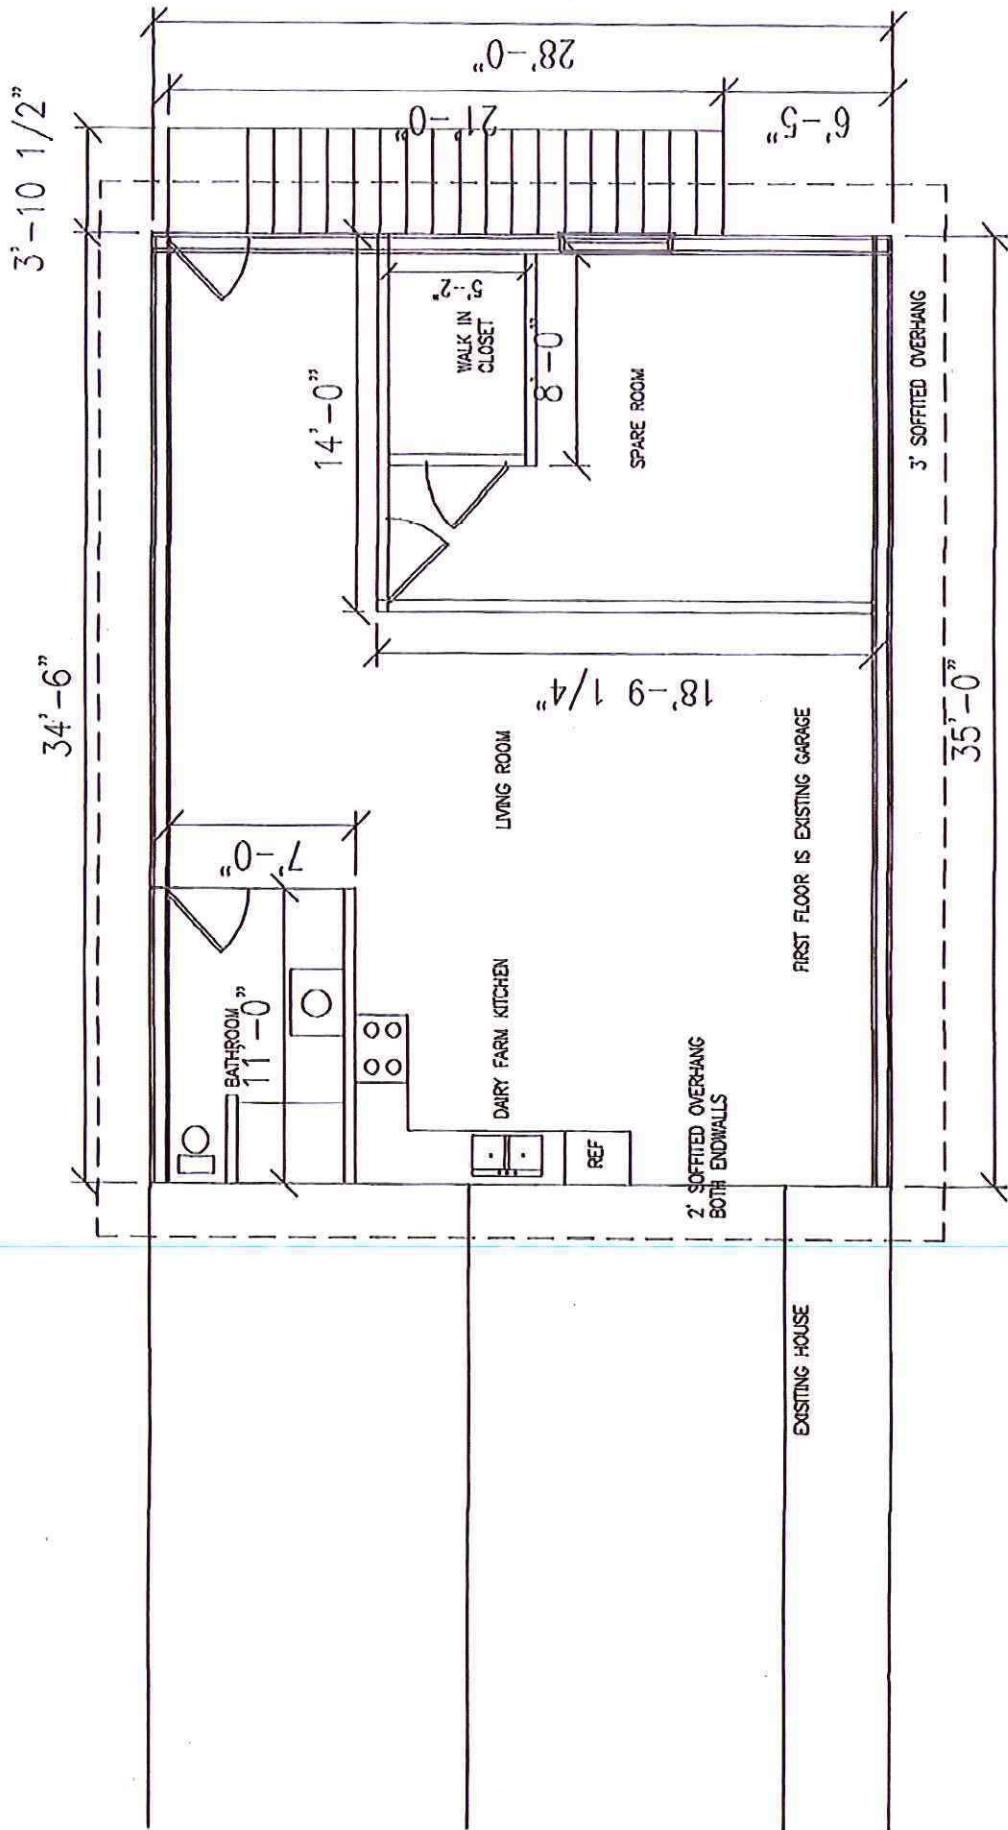 3'-10 1/2"
34'-6"
28'-0"
21'-0"
6'-5"
14'-0"
5'-2"
WALK IN
CLOSET
8'-0"
SPARE ROOM
3' SOFFITED OVERHANG
18'-9 1/4"
7'-0"
LIVING ROOM
FIRST FLOOR IS EXISTING GARAGE
35'-0"
BATHROOM
11'-0"
DAIRY FARM KITCHEN
REF
2' SOFFITED OVERHANG
BOTH ENDWALLS
EXISITING HOUSE